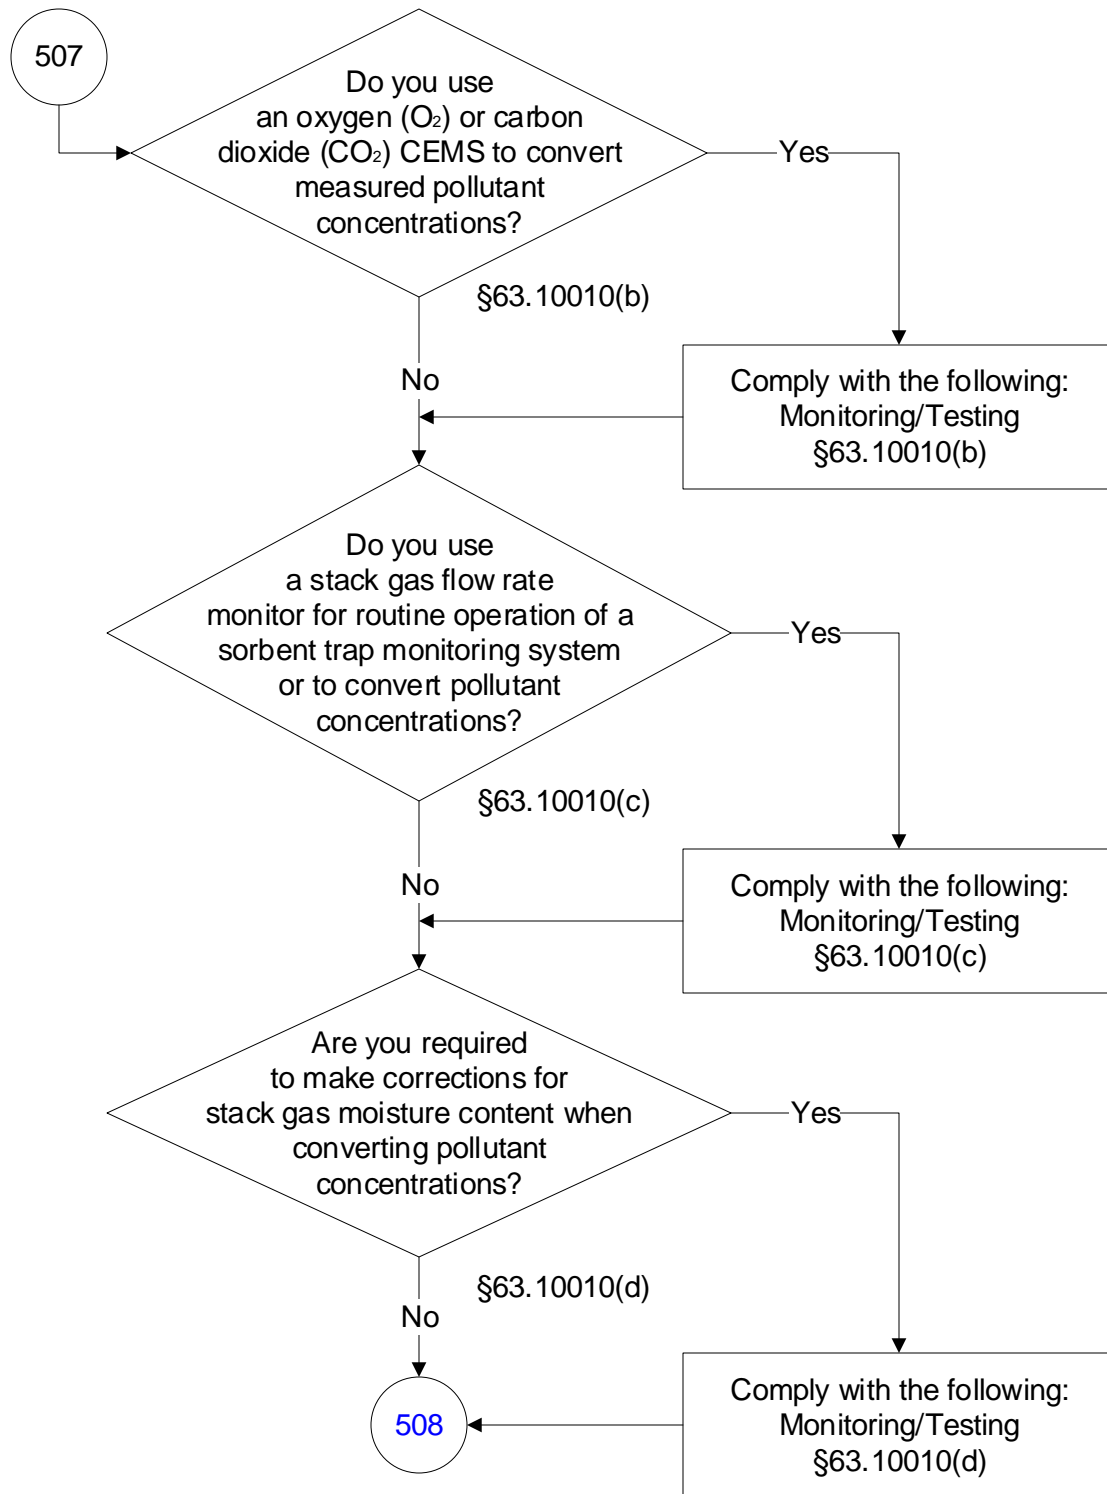 507
Do you use
an oxygen (O₂) or carbon
dioxide (CO₂) CEMS to convert
measured pollutant
concentrations?
Yes
§63.10010(b)
No
Comply with the following:
Monitoring/Testing
§63.10010(b)
Do you use
a stack gas flow rate
monitor for routine operation of a
sorbent trap monitoring system
or to convert pollutant
concentrations?
Yes
§63.10010(c)
No
Comply with the following:
Monitoring/Testing
§63.10010(c)
Are you required
to make corrections for
stack gas moisture content when
converting pollutant
concentrations?
Yes
§63.10010(d)
No
Comply with the following:
Monitoring/Testing
§63.10010(d)
508